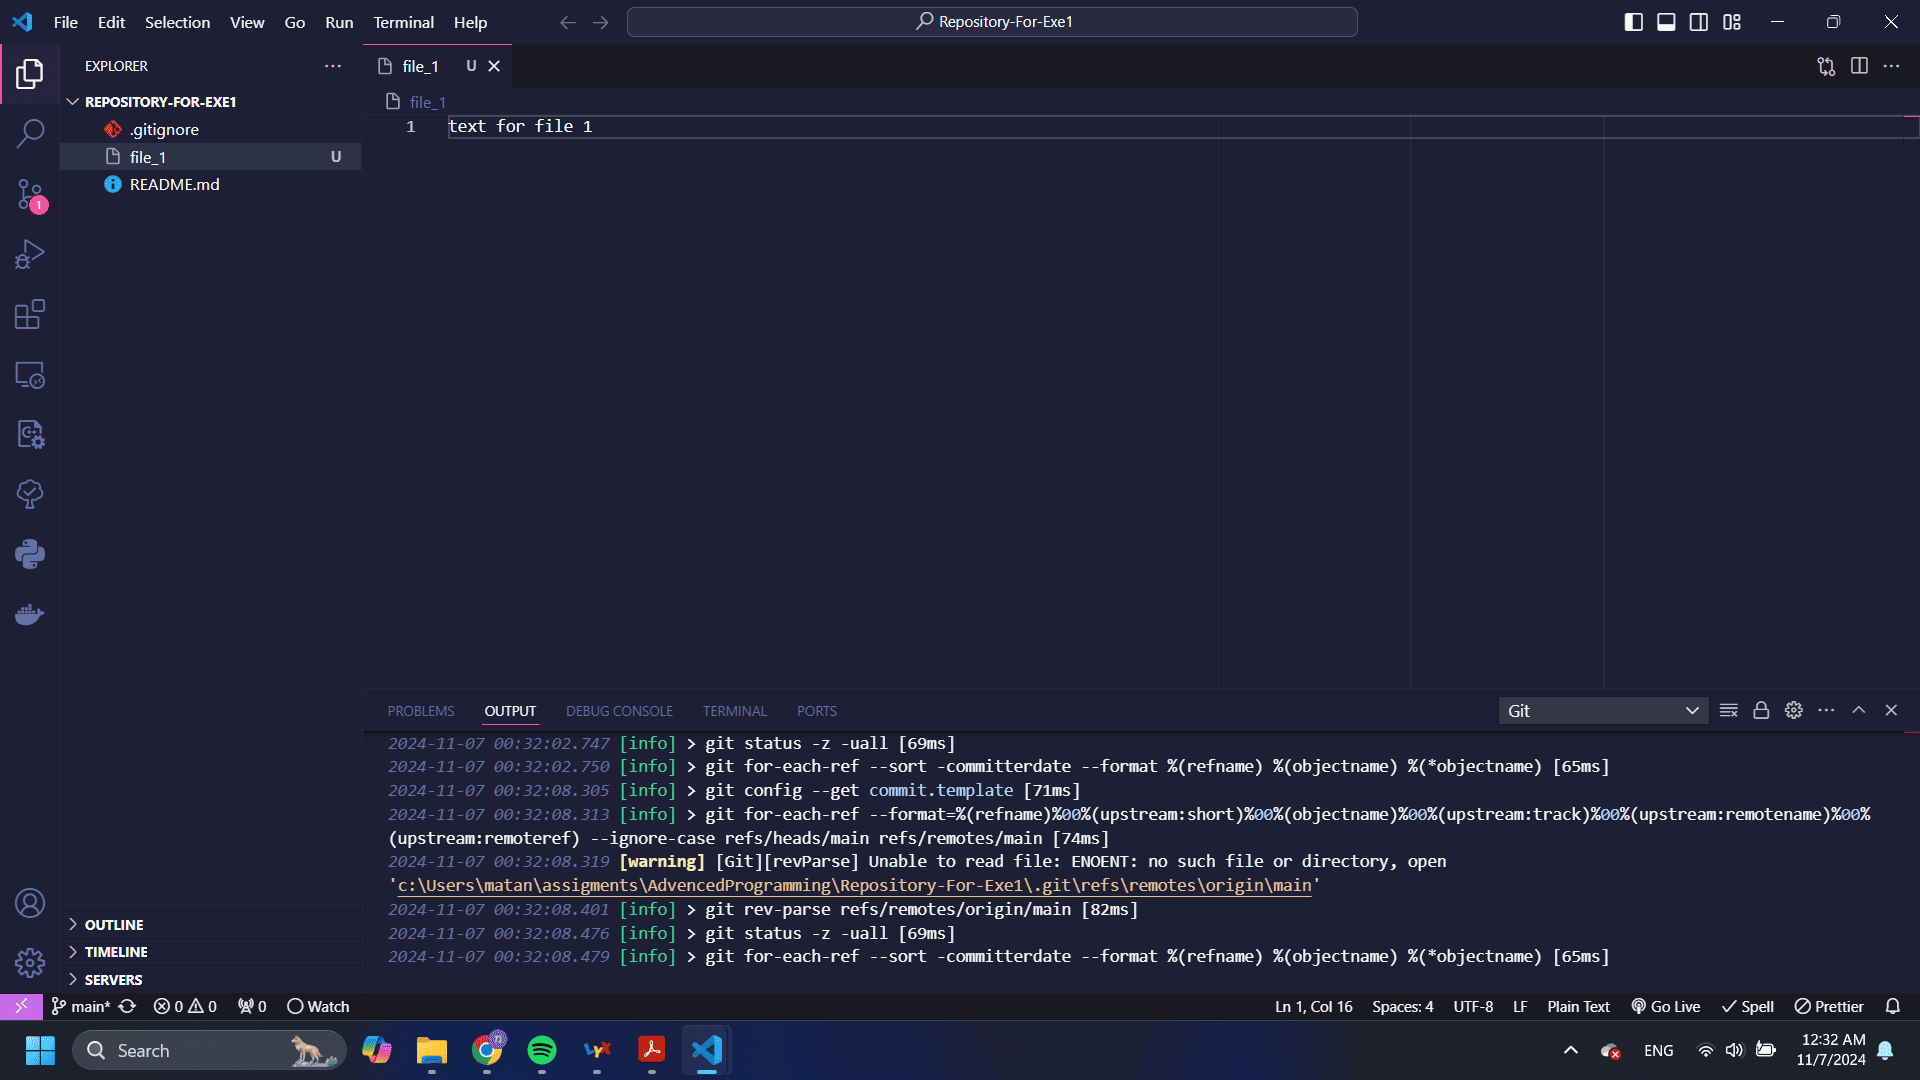 File Edit Selection View Go Run Terminal Help
Repository-For-Exe1
EXPLORER
REPOSITORY-FOR-EXE1
.gitignore
file_1 U
README.md
1
file_1 U
file_1
1 text for file 1
PROBLEMS OUTPUT DEBUG CONSOLE TERMINAL PORTS
Git
2024-11-07 00:32:02.747 [info] > git status -z -uall [69ms]
2024-11-07 00:32:02.750 [info] > git for-each-ref --sort -committerdate --format %(refname) %(objectname) %(*objectname) [65ms]
2024-11-07 00:32:08.305 [info] > git config --get commit.template [71ms]
2024-11-07 00:32:08.313 [info] > git for-each-ref --format=%(refname)%00%(upstream:short)%00%(objectname)%00%(upstream:track)%00%(upstream:remotename)%00%
(upstream:remoteref) --ignore-case refs/heads/main refs/remotes/main [74ms]
2024-11-07 00:32:08.319 [warning] [Git][revParse] Unable to read file: ENOENT: no such file or directory, open
'c:\Users\matan\assigments\AdvencedProgramming\Repository-For-Exe1\.git\refs\remotes\origin\main'
2024-11-07 00:32:08.401 [info] > git rev-parse refs/remotes/origin/main [82ms]
2024-11-07 00:32:08.476 [info] > git status -z -uall [69ms]
2024-11-07 00:32:08.479 [info] > git for-each-ref --sort -committerdate --format %(refname) %(objectname) %(*objectname) [65ms]
OUTLINE
TIMELINE
SERVERS
main* 0 0 0 Watch
Ln 1, Col 16 Spaces: 4 UTF-8 LF Plain Text Go Live Spell Prettier
Search
ENG
12:32 AM
11/7/2024